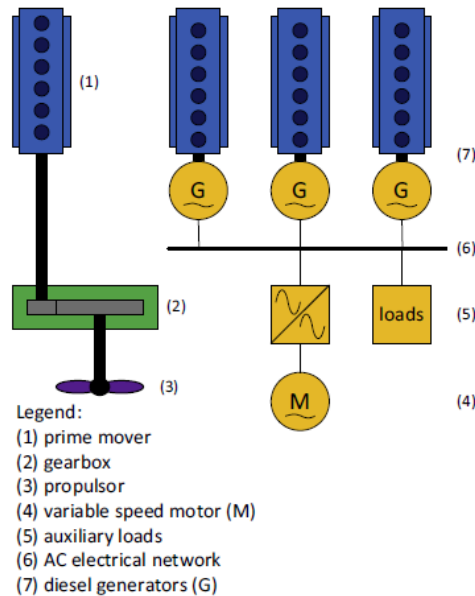 (1)
(7)
G
G
G
(6)
(2)
loads
(5)
(3)
M
(4)
Legend:
(1) prime mover
(2) gearbox
(3) propulsor
(4) variable speed motor (M)
(5) auxiliary loads
(6) AC electrical network
(7) diesel generators (G)